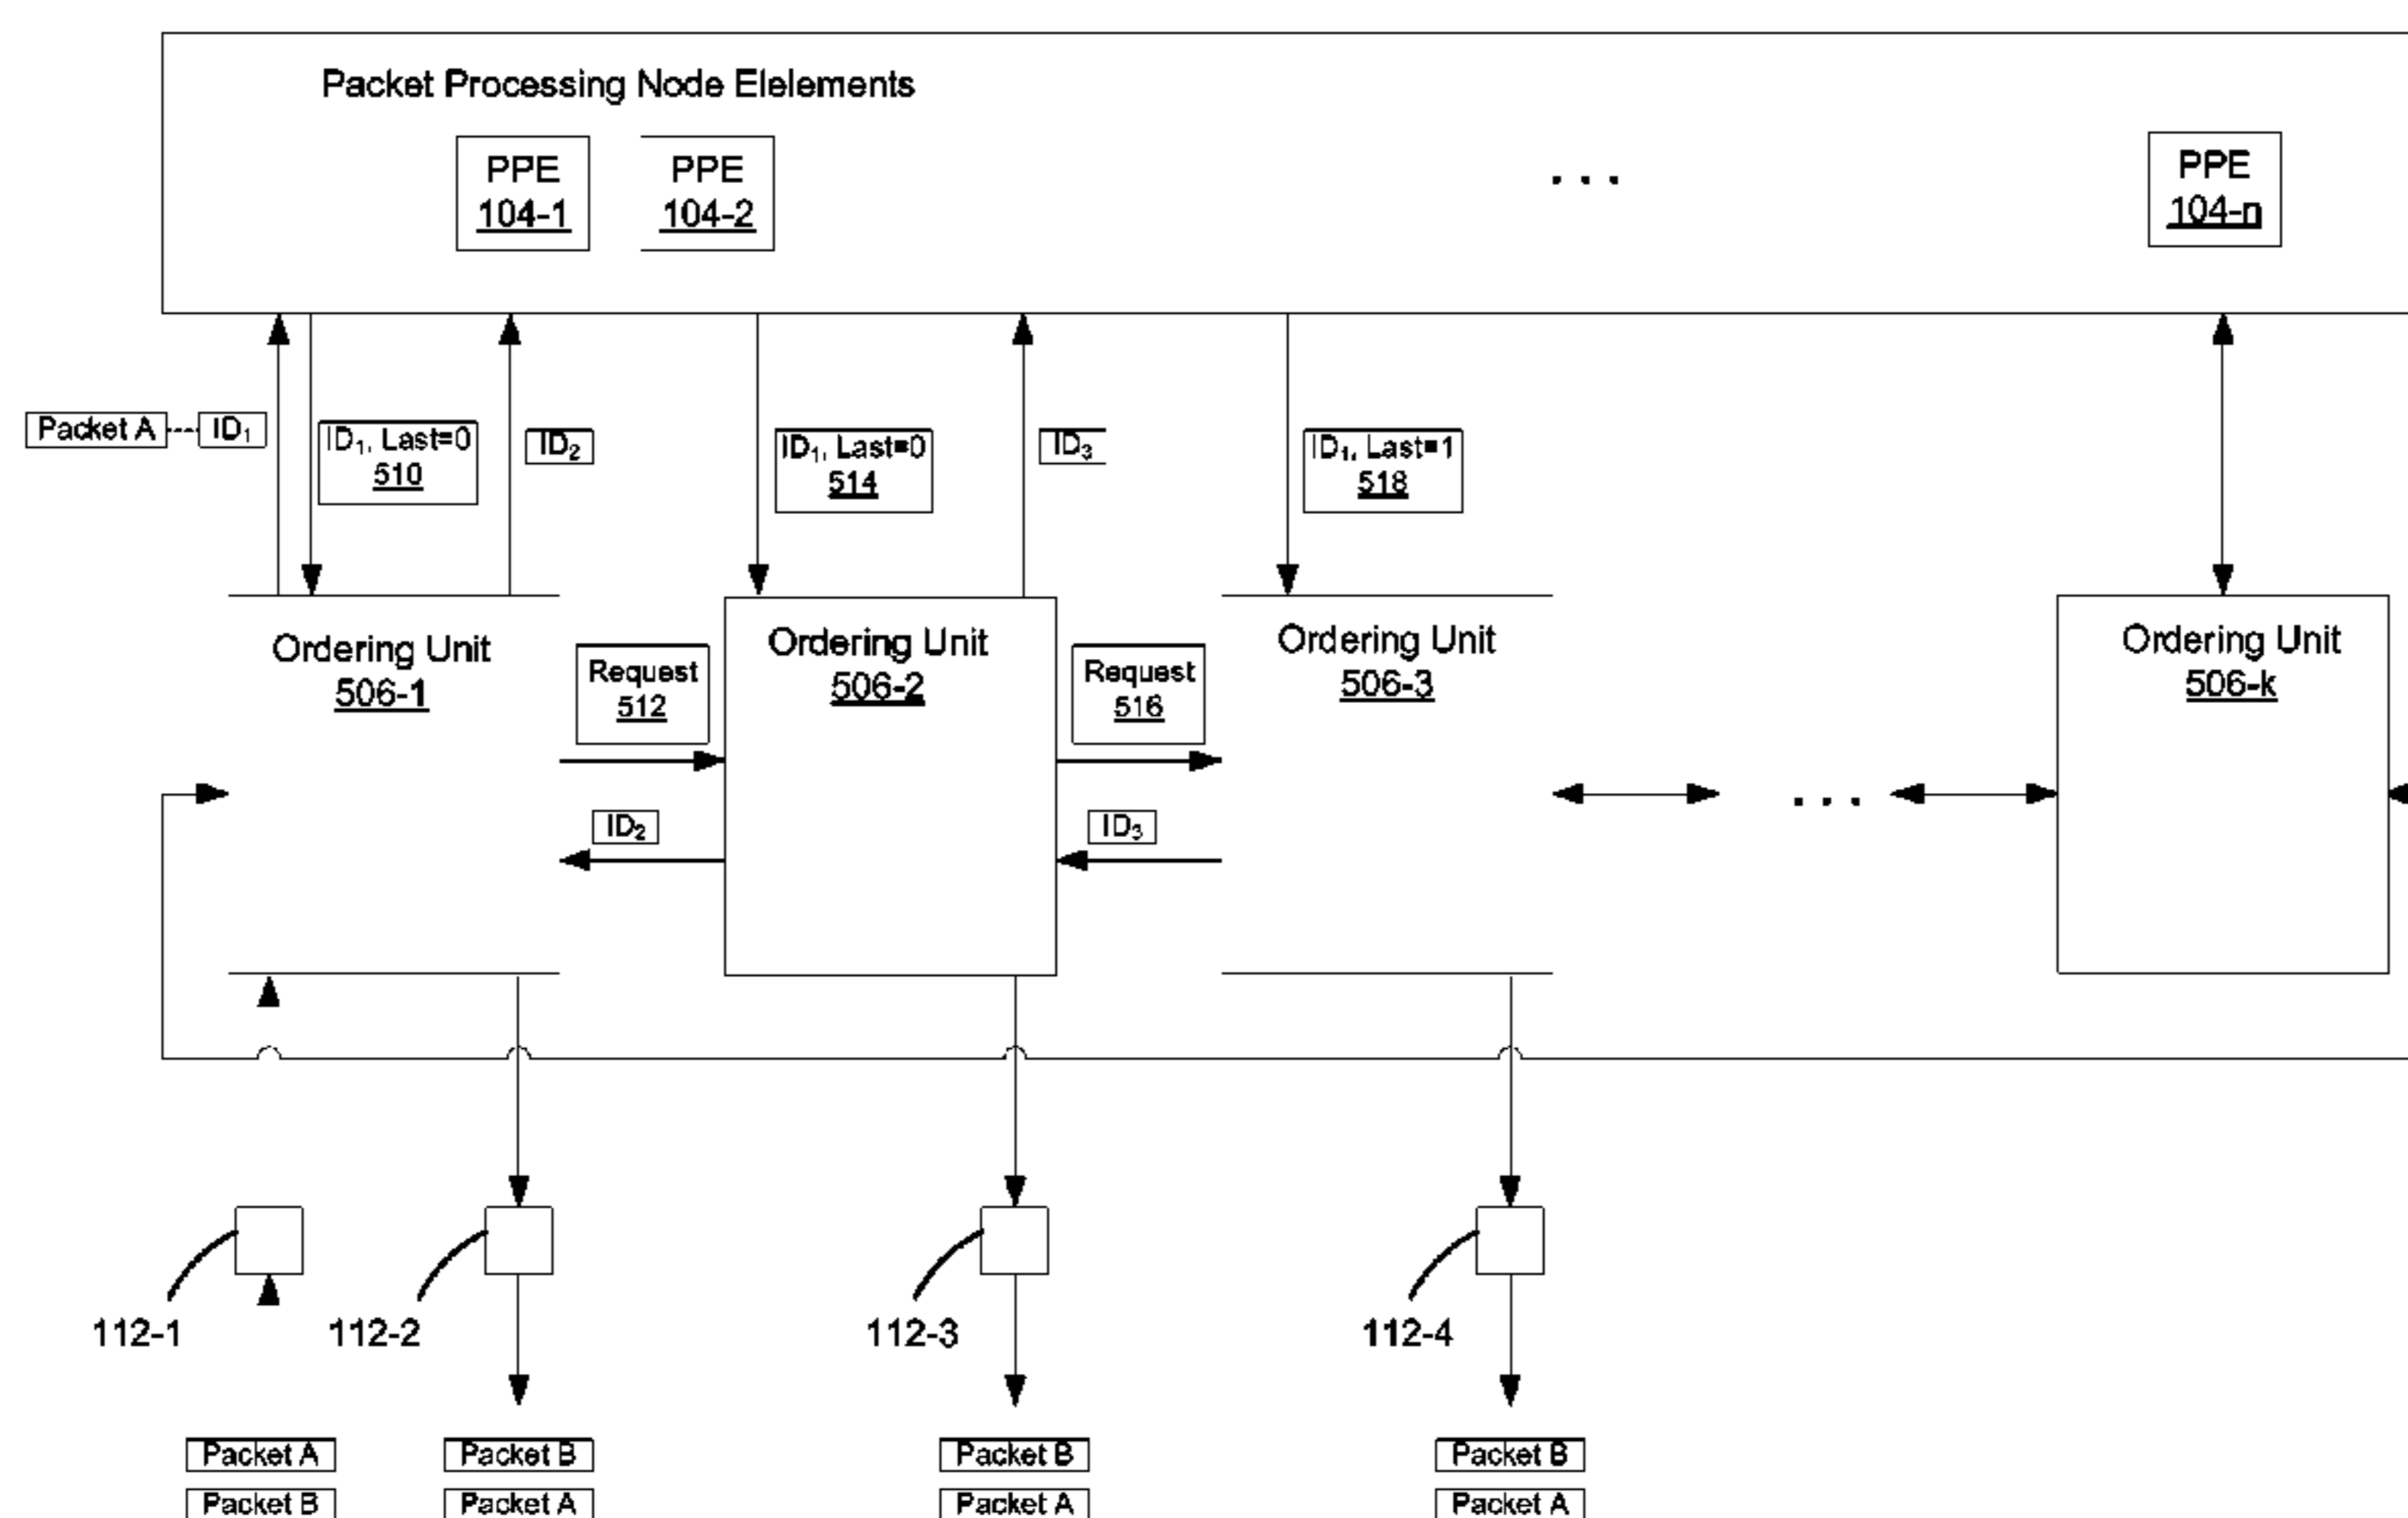 Packet Processing Node Elelements
PPE
104-1
PPE
104-2
. . .
PPE
104-n
Packet A
ID₁
ID₁, Last=0
510
ID₂
ID₁, Last=0
514
ID₃
ID₁, Last=1
518
Ordering Unit
506-1
Request
512
ID₂
Ordering Unit
506-2
Request
516
ID₃
Ordering Unit
506-3
. . .
Ordering Unit
506-k
112-1
112-2
112-3
112-4
Packet A
Packet B
Packet B
Packet B
Packet B
Packet A
Packet A
Packet A